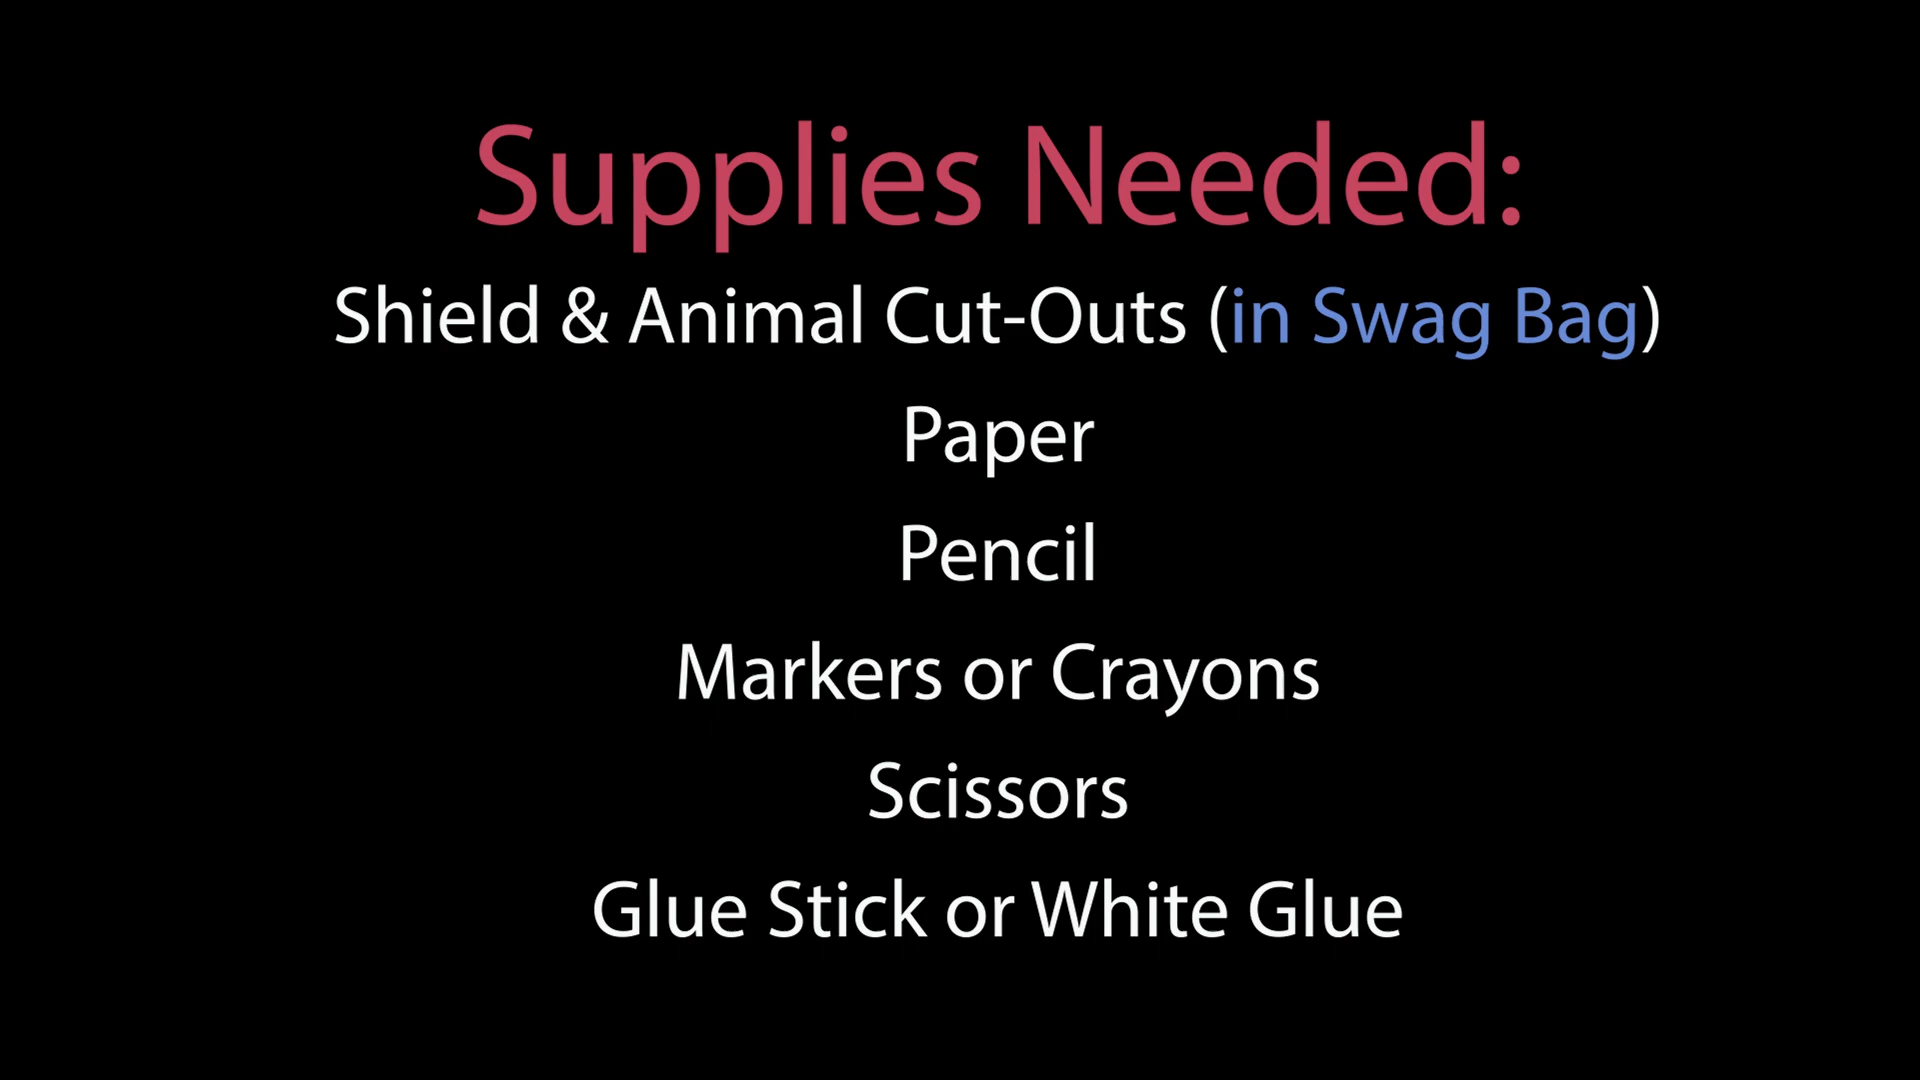 Supplies Needed:
Shield & Animal Cut-Outs (in Swag Bag)
Paper
Pencil
Markers or Crayons
Scissors
Glue Stick or White Glue